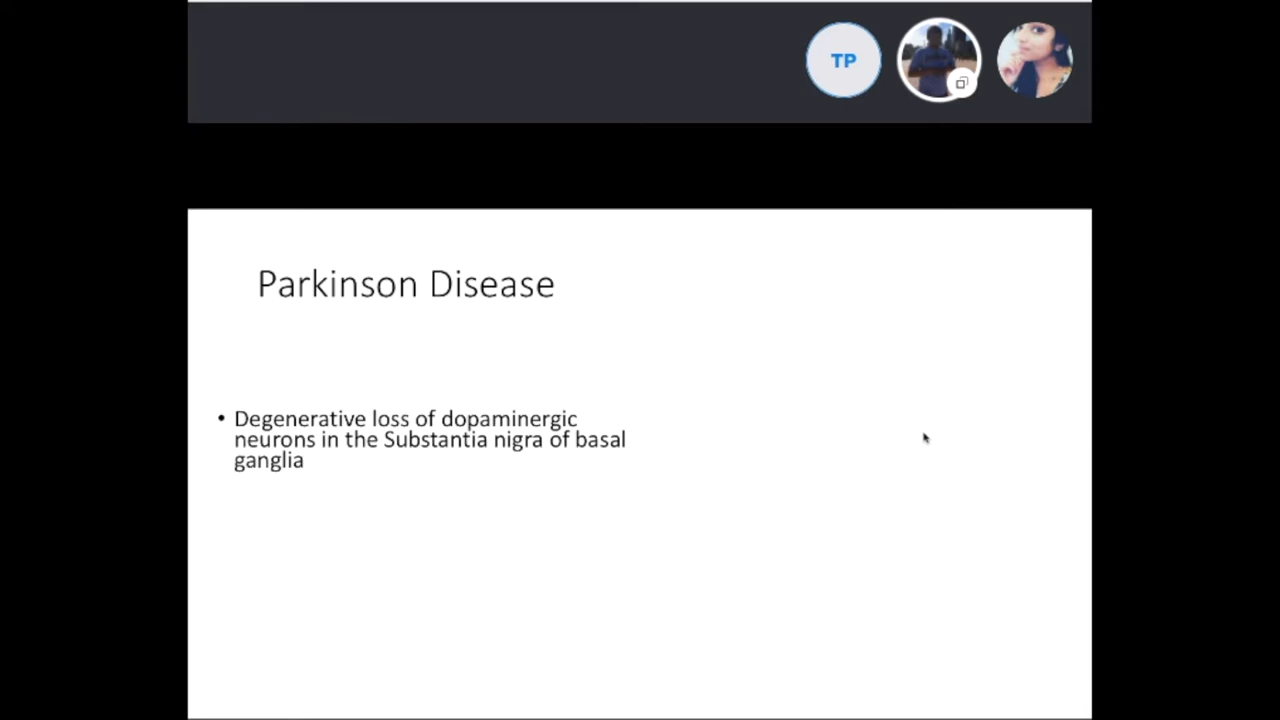 TP
Parkinson Disease
• Degenerative loss of dopaminergic
neurons in the Substantia nigra of basal
ganglia